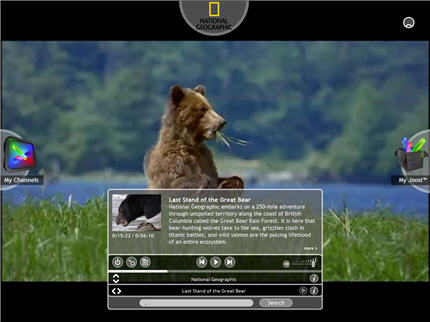 NATIONAL
GEOGRAPHIC
My Channels
My Joost™
Last Stand of the Great Bear
National Geographic embarks on a 250-mile adventure
through unspoiled territory along the coast of British
Columbia called the Great Bear Rain Forest. It is here that
bear-hunting wolves take to the sea, grizzlies clash in
titanic battles, and wild salmon are the pulsing lifeblood
of an entire ecosystem.
0:15:22 / 0:56:10
more >
National Geographic
Last Stand of the Great Bear
Search